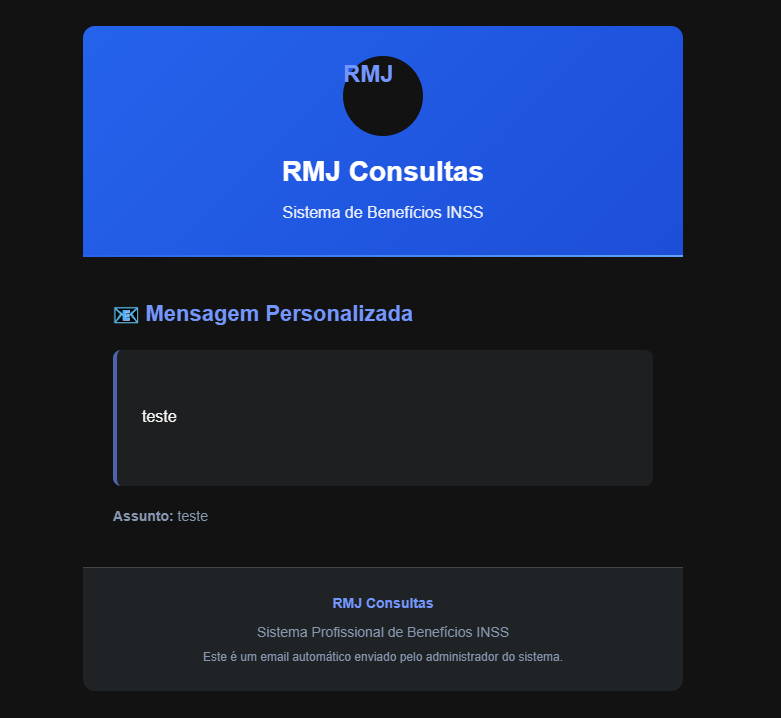 RMJ
RMJ Consultas
Sistema de Benefícios INSS
📧 Mensagem Personalizada
teste
Assunto: teste
RMJ Consultas
Sistema Profissional de Benefícios INSS
Este é um email automático enviado pelo administrador do sistema.